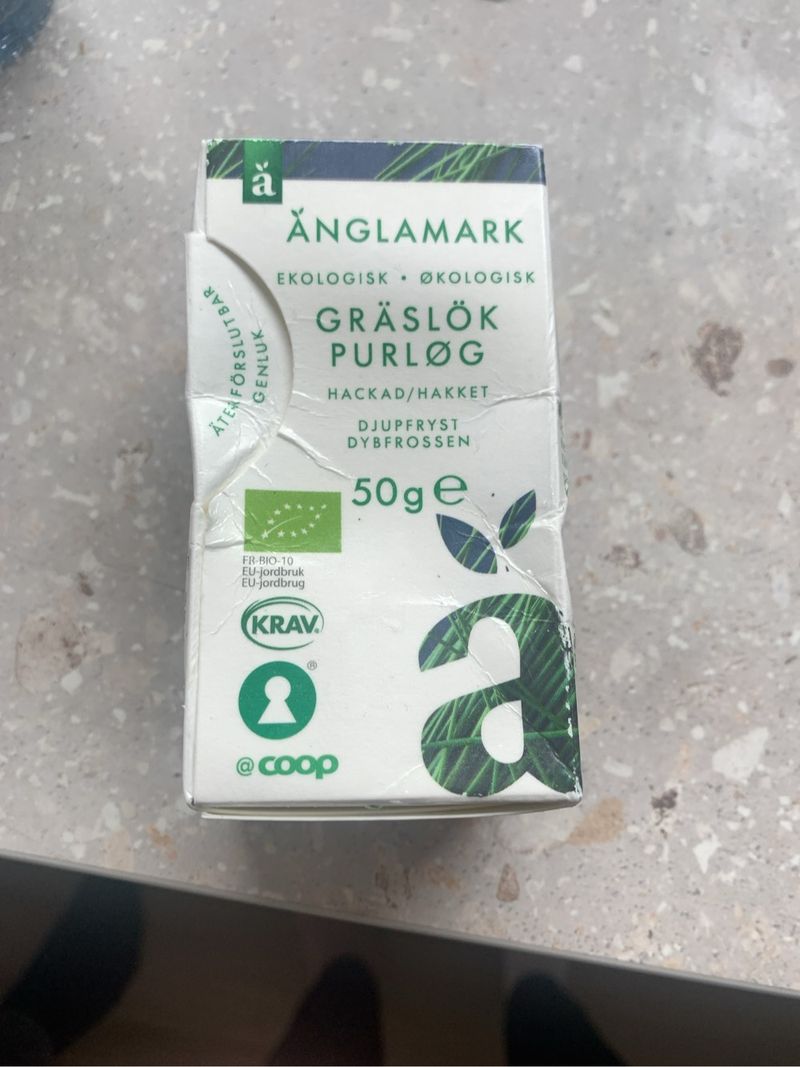 ă
ÄNGLAMARK
EKOLOGISK • ØKOLOGISK
GRÄSLÖK
PURLØG
HACKAD/HAKKET
DJUPFRYST
DYBFROSSEN
50g ℮
ÅTERFÖRSLUTBAR
GENLUK
FR-BIO-10
EU-jordbruk
EU-jordbrug
KRAV®
®
@ coop
ä